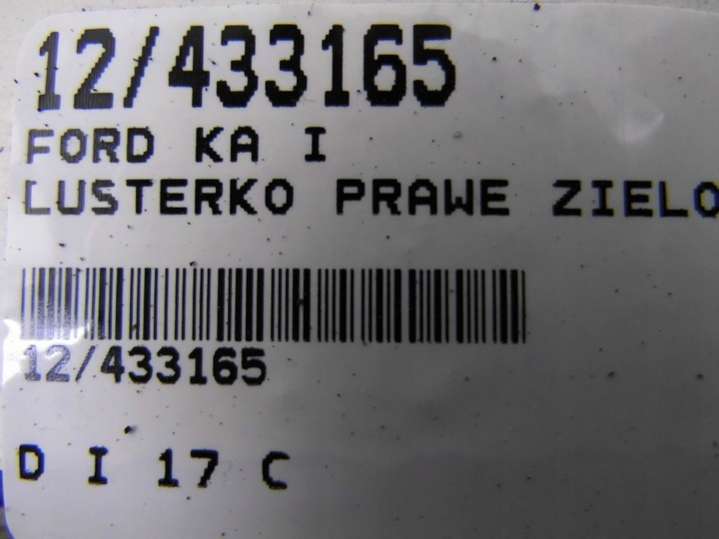 12/433165
FORD KA I
LUSTERKO PRAWE ZIELO
12/433165
D I 17 C